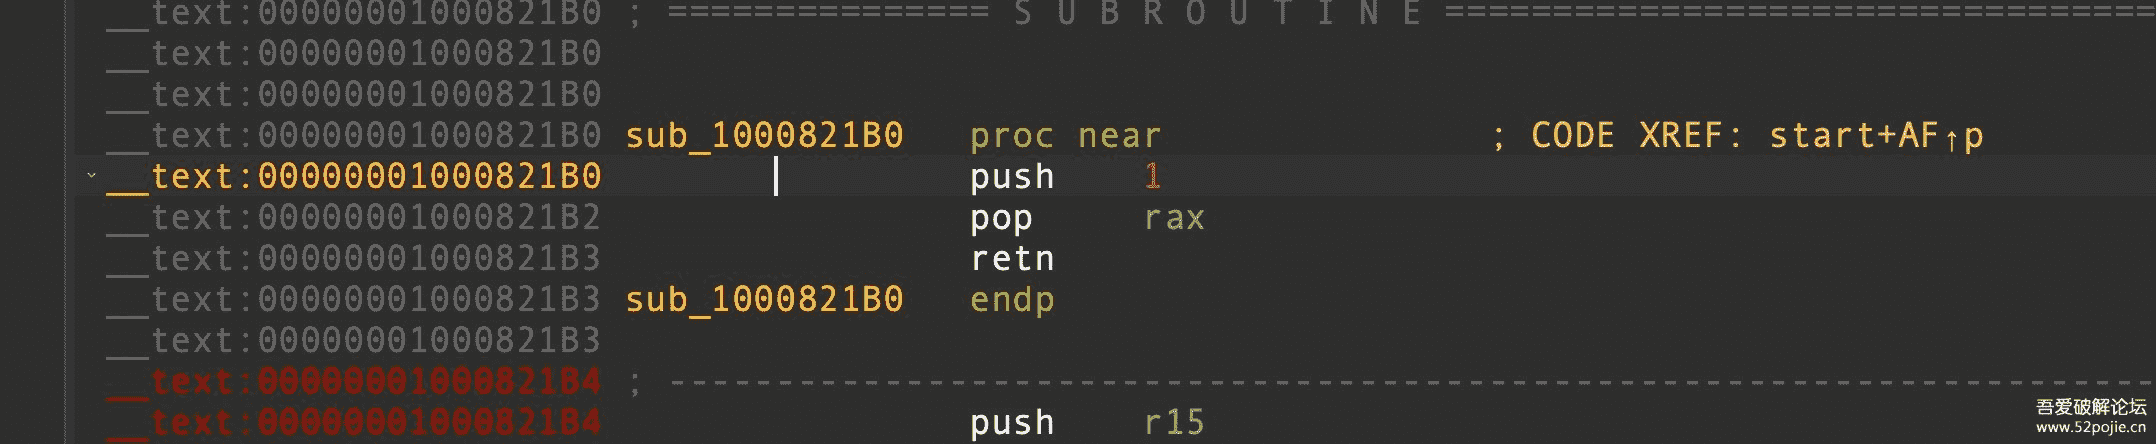 __text:00000001000821B0 ; =============== S U B R O U T I N E =======================================
__text:00000001000821B0
__text:00000001000821B0
__text:00000001000821B0 sub_1000821B0   proc near               ; CODE XREF: start+AF↑p
__text:00000001000821B0                 push    1
__text:00000001000821B2                 pop     rax
__text:00000001000821B3                 retn
__text:00000001000821B3 sub_1000821B0   endp
__text:00000001000821B3
__text:00000001000821B4 ; ---------------------------------------------------------------------------
__text:00000001000821B4                 push    r15
吾爱破解论坛
www.52pojie.cn